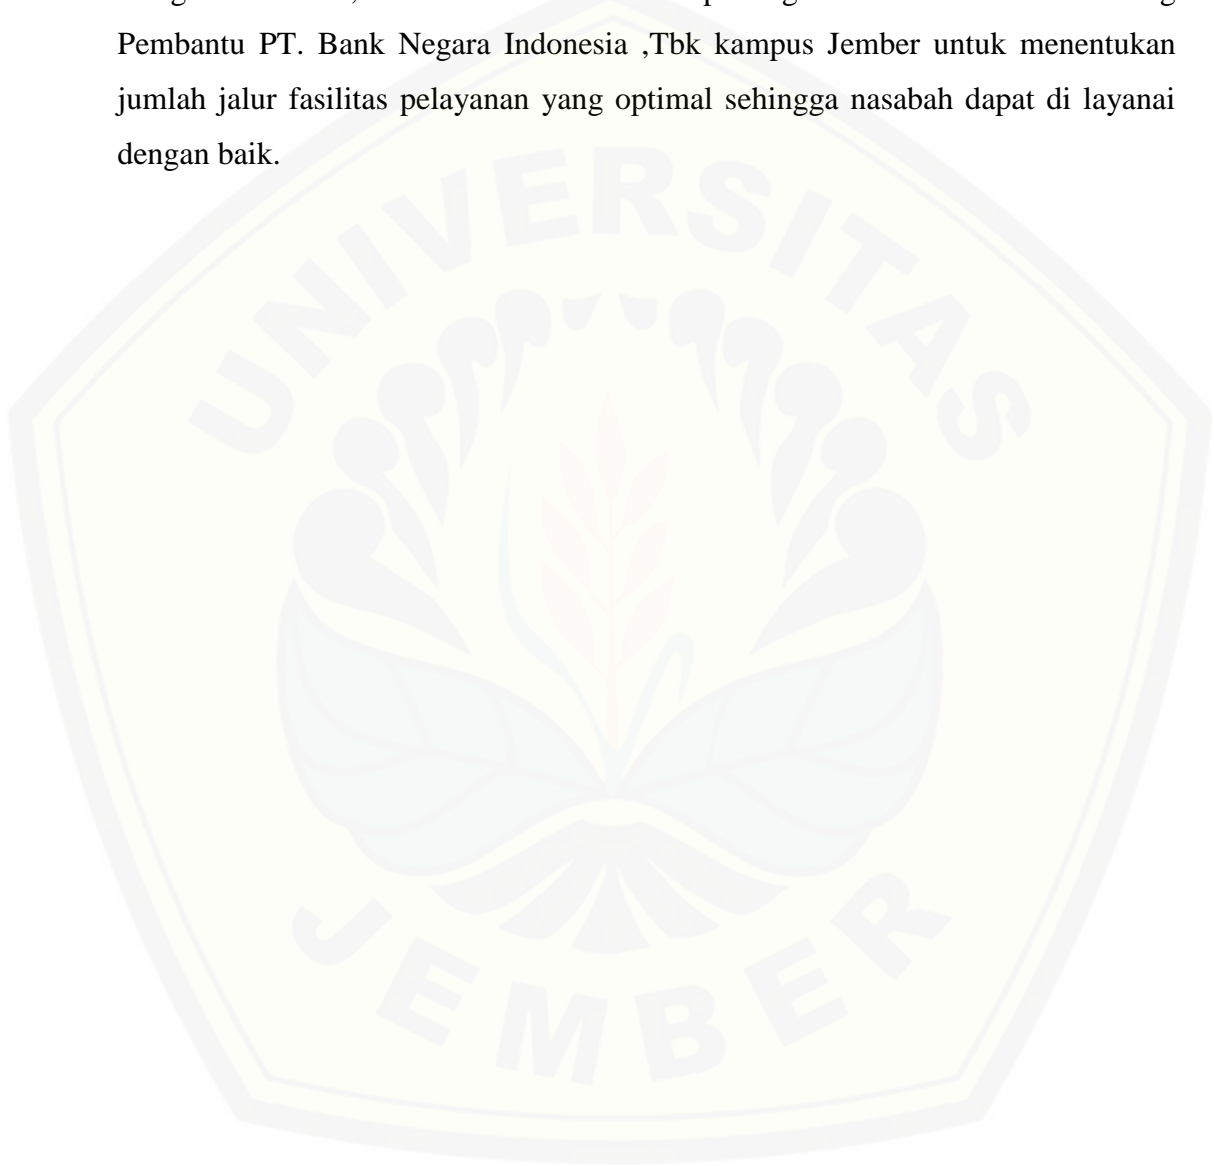 Pembantu PT. Bank Negara Indonesia ,Tbk kampus Jember untuk menentukan
jumlah jalur fasilitas pelayanan yang optimal sehingga nasabah dapat di layanai
dengan baik.
UNIVERSITAS
JEMBER